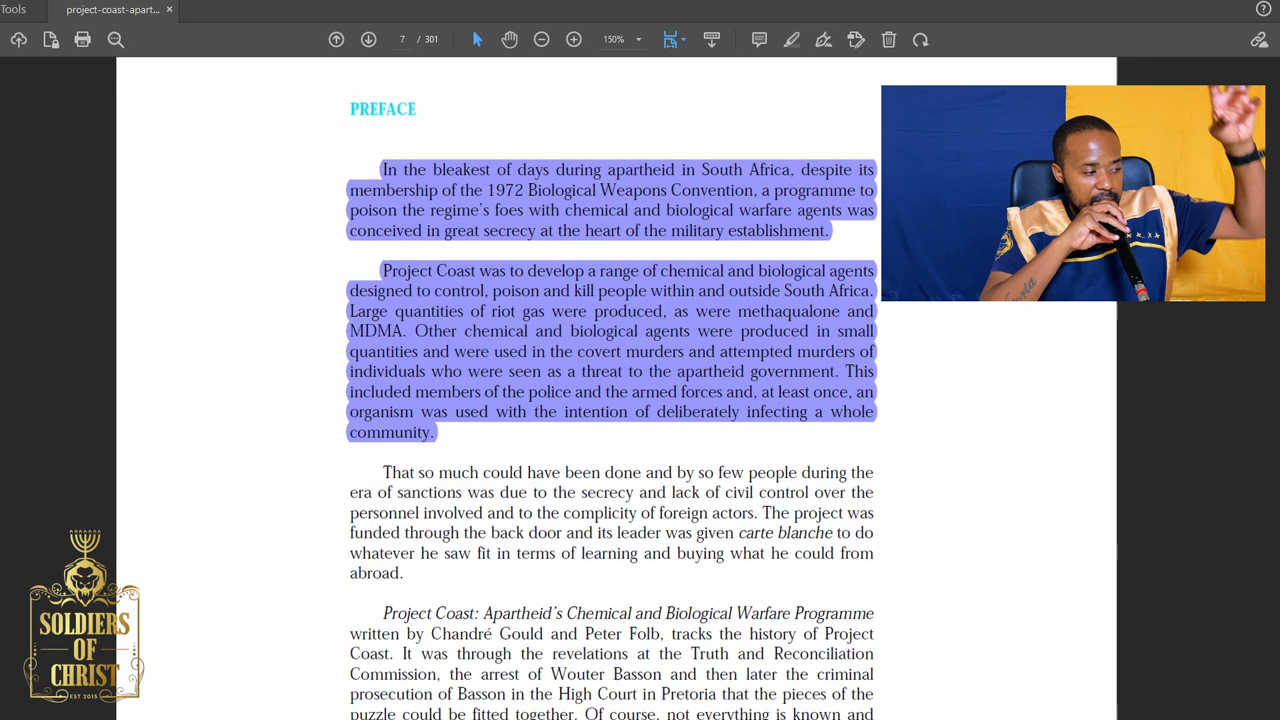 Tools
project-coast-apart... ×
7 / 301
150%
PREFACE
In the bleakest of days during apartheid in South Africa, despite its
membership of the 1972 Biological Weapons Convention, a programme to
poison the regime's foes with chemical and biological warfare agents was
conceived in great secrecy at the heart of the military establishment.
Project Coast was to develop a range of chemical and biological agents
designed to control, poison and kill people within and outside South Africa.
Large quantities of riot gas were produced, as were methaqualone and
MDMA. Other chemical and biological agents were produced in small
quantities and were used in the covert murders and attempted murders of
individuals who were seen as a threat to the apartheid government. This
included members of the police and the armed forces and, at least once, an
organism was used with the intention of deliberately infecting a whole
community.
That so much could have been done and by so few people during the
era of sanctions was due to the secrecy and lack of civil control over the
personnel involved and to the complicity of foreign actors. The project was
funded through the back door and its leader was given carte blanche to do
whatever he saw fit in terms of learning and buying what he could from
abroad.
Project Coast: Apartheid's Chemical and Biological Warfare Programme
written by Chandré Gould and Peter Folb, tracks the history of Project
Coast. It was through the revelations at the Truth and Reconciliation
Commission, the arrest of Wouter Basson and then later the criminal
prosecution of Basson in the High Court in Pretoria that the pieces of the
puzzle could be fitted together. Of course, not everything is known and
SOLDIERS
OF
CHRIST
EST 2015